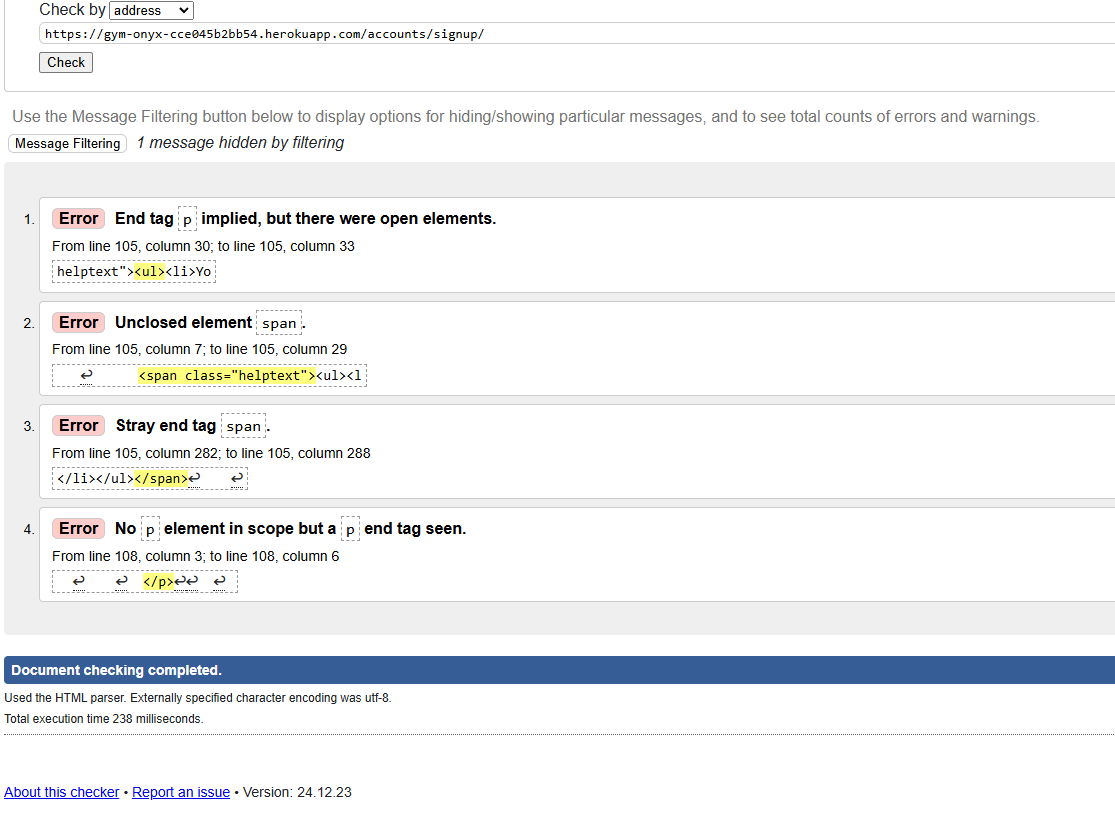 Check by address
https://gym-onyx-cce045b2bb54.herokuapp.com/accounts/signup/
Check
Use the Message Filtering button below to display options for hiding/showing particular messages, and to see total counts of errors and warnings.
Message Filtering 1 message hidden by filtering
1. Error End tag p implied, but there were open elements.
From line 105, column 30; to line 105, column 33
helptext"><ul><li>Yo
2. Error Unclosed element span.
From line 105, column 7; to line 105, column 29
↩ <span class="helptext"><ul><l
3. Error Stray end tag span.
From line 105, column 282; to line 105, column 288
</li></ul></span>↩ ↩
4. Error No p element in scope but a p end tag seen.
From line 108, column 3; to line 108, column 6
↩ ↩ </p>↩↩ ↩
Document checking completed.
Used the HTML parser. Externally specified character encoding was utf-8.
Total execution time 238 milliseconds.
About this checker • Report an issue • Version: 24.12.23